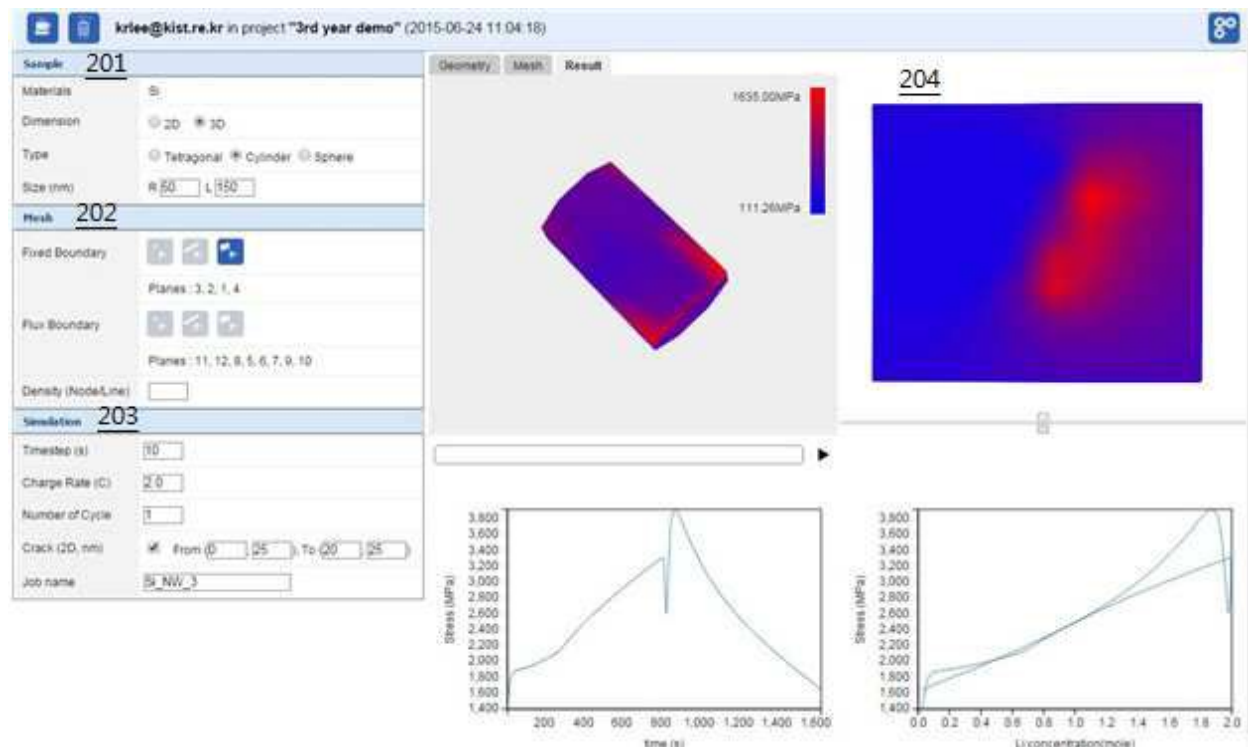 krlee@kist.re.kr in project "3rd year demo" (2015-06-24 11:04:18)
Sample 201
Materials Si
Dimension 2D 3D
Type Tetragonal Cylinder Sphere
Size (nm) R 50 L 150
Mesh 202
Fixed Boundary
Planes : 3, 2, 1, 4
Flux Boundary
Planes : 11, 12, 8, 5, 6, 7, 9, 10
Density (Node/Line)
Simulation 203
Timestep (s) 10
Charge Rate (C) 2.0
Number of Cycle 1
Crack (2D, nm) From (0, 25), To (20, 25)
Job name Si_NW_3
Geometry Mesh Result
1635.00MPa
111.26MPa
204
Stress (MPa)
3,800
3,600
3,400
3,200
3,000
2,800
2,600
2,400
2,200
2,000
1,800
1,600
1,400
200 400 600 800 1,000 1,200 1,400 1,600
time (s)
Stress (MPa)
3,800
3,600
3,400
3,200
3,000
2,800
2,600
2,400
2,200
2,000
1,800
1,600
1,400
0.0 0.2 0.4 0.6 0.8 1.0 1.2 1.4 1.6 1.8 2.0
Li concentration(mole)